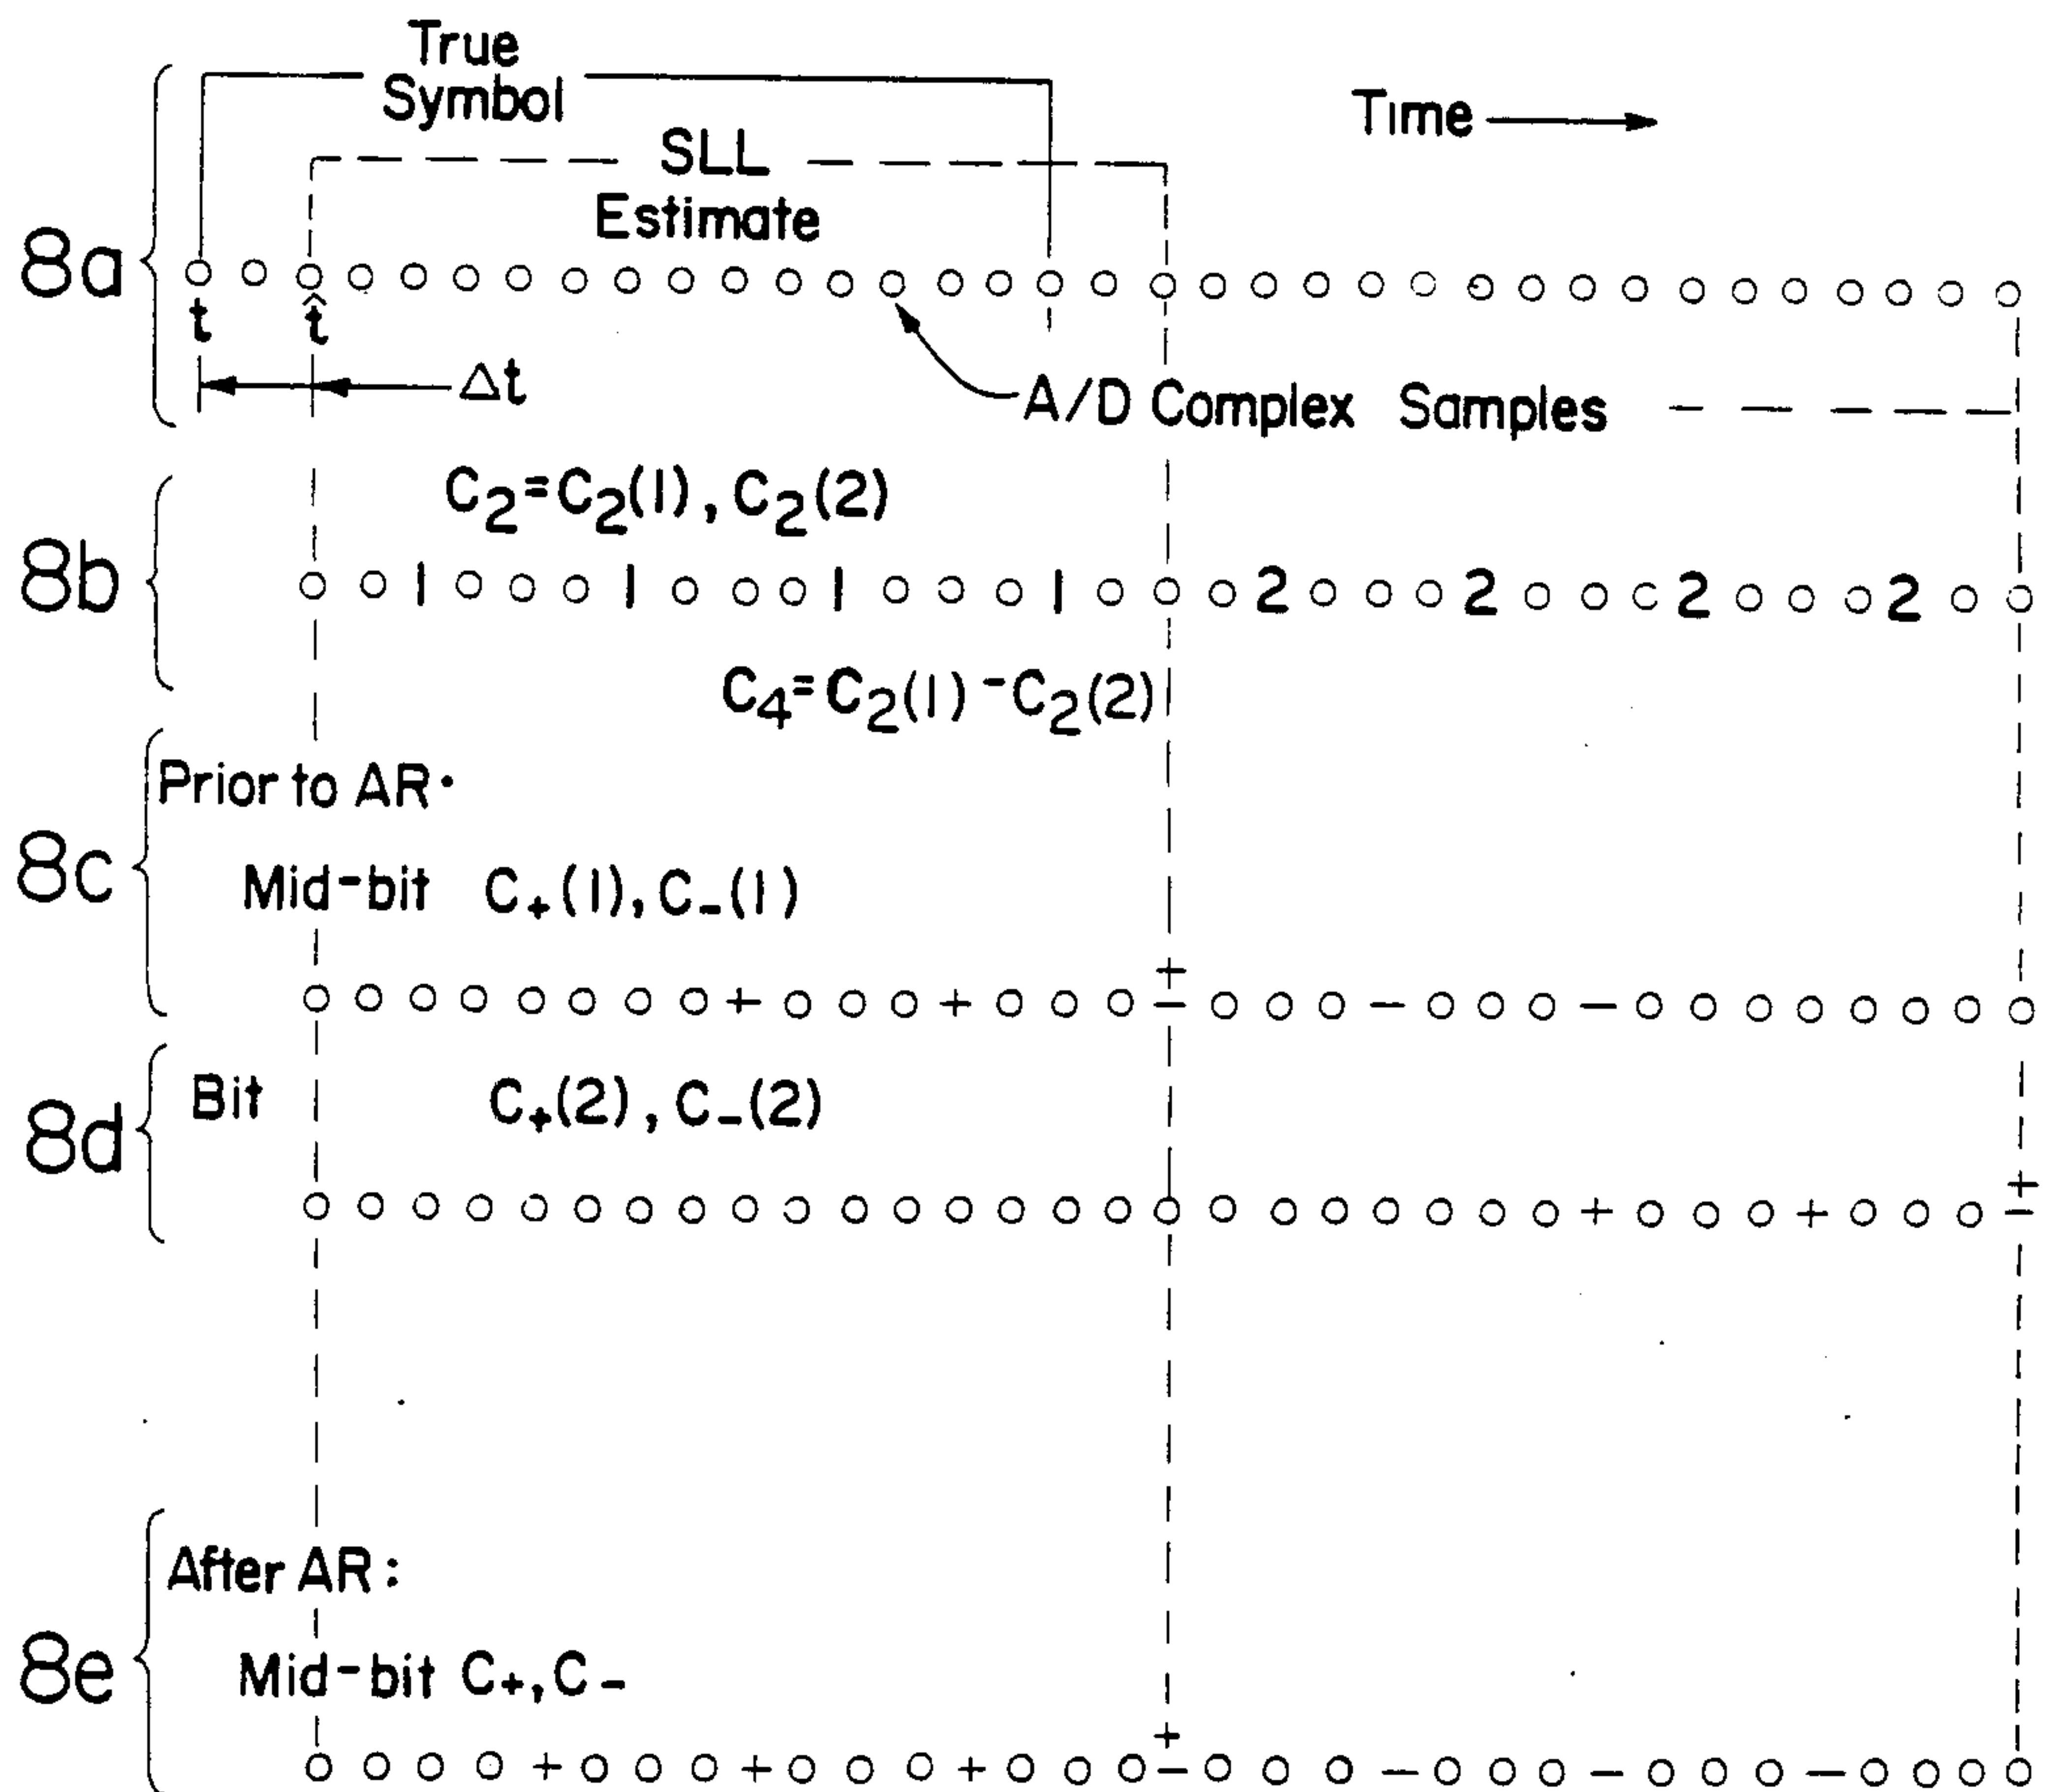 True
Symbol
Time
SLL
Estimate
8a
t
t̂
Δt
A/D Complex Samples
C2=C2(1), C2(2)
8b
o o 1 o o o 1 o o o 1 o o o 1 o o o 2 o o o 2 o o o 2 o o o 2 o o
C4=C2(1)-C2(2)
Prior to AR:
8c
Mid-bit C+(1), C-(1)
o o o o o o o o + o o o + o o o ± o o o - o o o - o o o o o o o o
8d
Bit C+(2), C-(2)
o o o o o o o o o o o o o o o o o o o o o o o o + o o o + o o o ±
After AR:
8e
Mid-bit C+, C-
o o o o + o o o + o o o + o o o ± o o o - o o o - o o o - o o o o